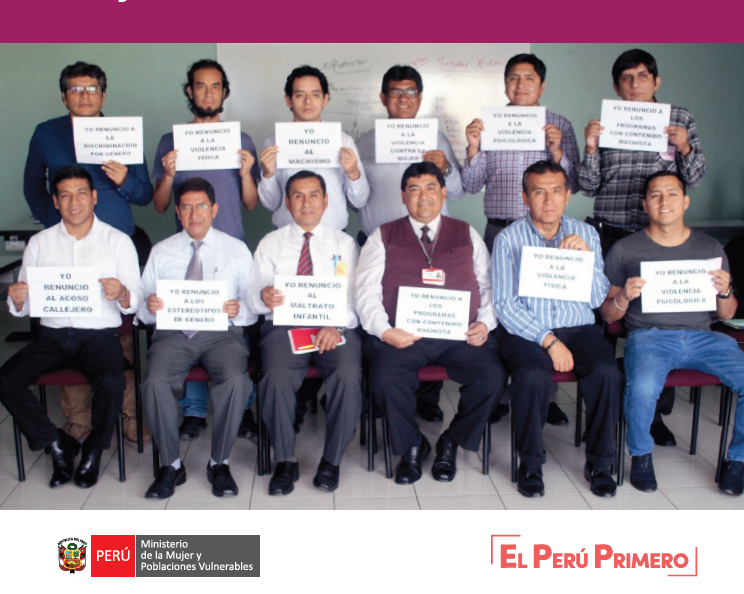 YO RENUNCIO
A LA
DISCRIMINACIÓN
POR GÉNERO
YO RENUNCIO
A LA
VIOLENCIA
FÍSICA
YO
RENUNCIO
AL
MACHISMO
YO RENUNCIO
A LA
VIOLENCIA
CONTRA LA
MUJER
YO RENUNCIO
A LA
VIOLENCIA
PSICOLÓGICA
YO RENUNCIO A
LOS
PROGRAMAS
CON CONTENIDO
MACHISTA
YO
RENUNCIO
AL ACOSO
CALLEJERO
YO RENUNCIO
A LOS
ESTEREOTIPOS
DE GÉNERO
YO
RENUNCIO
AL
MALTRATO
INFANTIL
YO RENUNCIO A
LOS
PROGRAMAS
CON CONTENIDO
MACHISTA
YO RENUNCIO
A LA
VIOLENCIA
FÍSICA
YO RENUNCIO
A LA
VIOLENCIA
PSICOLÓGICA
PERÚ
Ministerio
de la Mujer y
Poblaciones Vulnerables
EL PERÚ PRIMERO